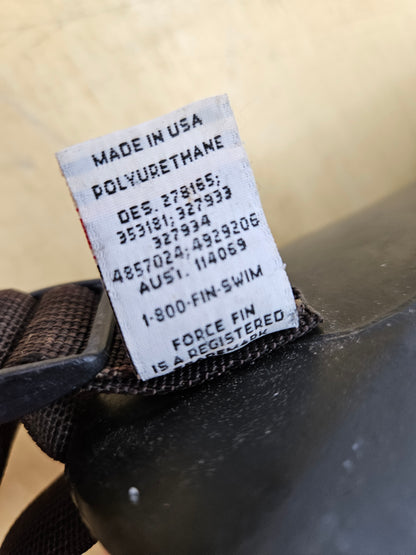 MADE IN USA
POLYURETHANE
DES. 278165;
353181; 327933
327934
4857024; 4929206
AUST. 114069
1-800-FIN-SWIM
FORCE FIN
IS A REGISTERED